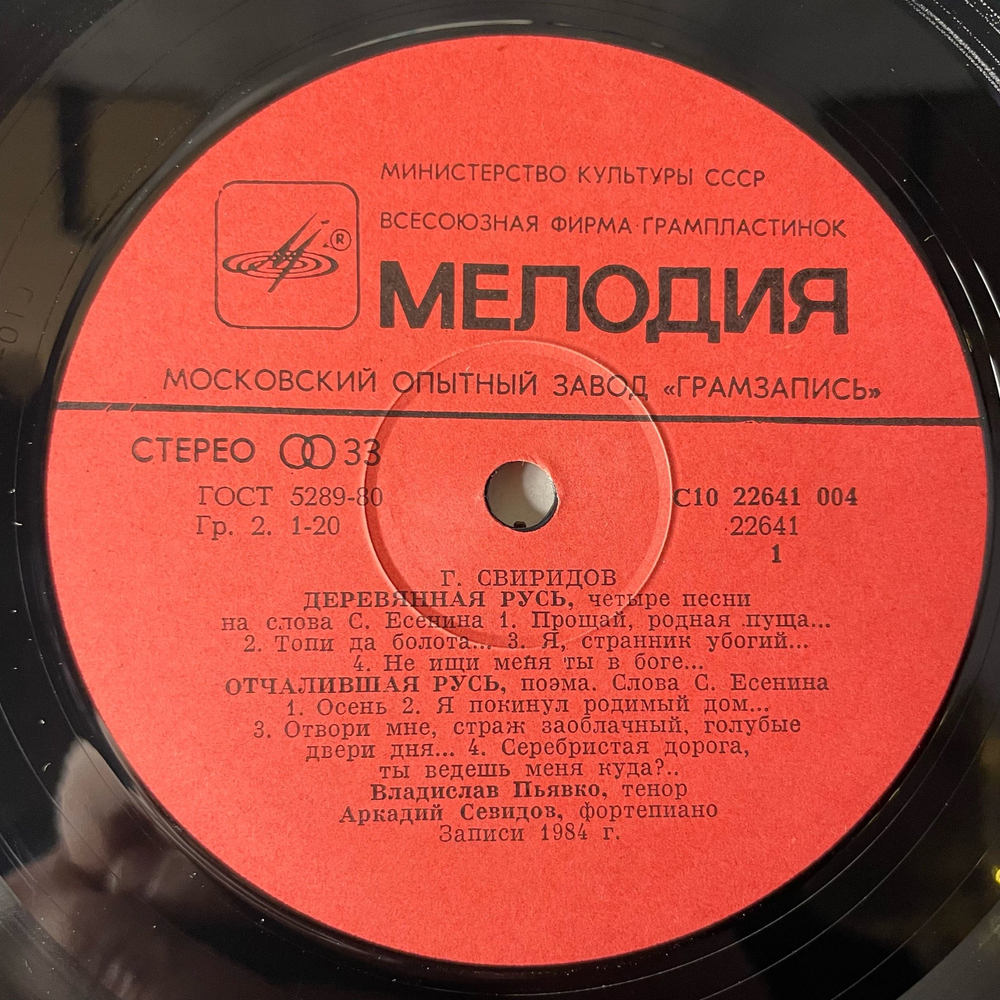 МИНИСТЕРСТВО КУЛЬТУРЫ СССР
ВСЕСОЮЗНАЯ ФИРМА ГРАМПЛАСТИНОК
®
МЕЛОДИЯ
МОСКОВСКИЙ ОПЫТНЫЙ ЗАВОД «ГРАМЗАПИСЬ»
СТЕРЕО 33
ГОСТ 5289-80
Гр. 2. 1-20
С10 22641 004
22641
1
Г. СВИРИДОВ
ДЕРЕВЯННАЯ РУСЬ, четыре песни
на слова С. Есенина 1. Прощай, родная пуща...
2. Топи да болота... 3. Я, странник убогий...
4. Не ищи меня ты в боге...
ОТЧАЛИВШАЯ РУСЬ, поэма. Слова С. Есенина
1. Осень 2. Я покинул родимый дом...
3. Отвори мне, страж заоблачный, голубые
двери дня... 4. Серебристая дорога,
ты ведешь меня куда?..
Владислав Пьявко, тенор
Аркадий Севидов, фортепиано
Записи 1984 г.